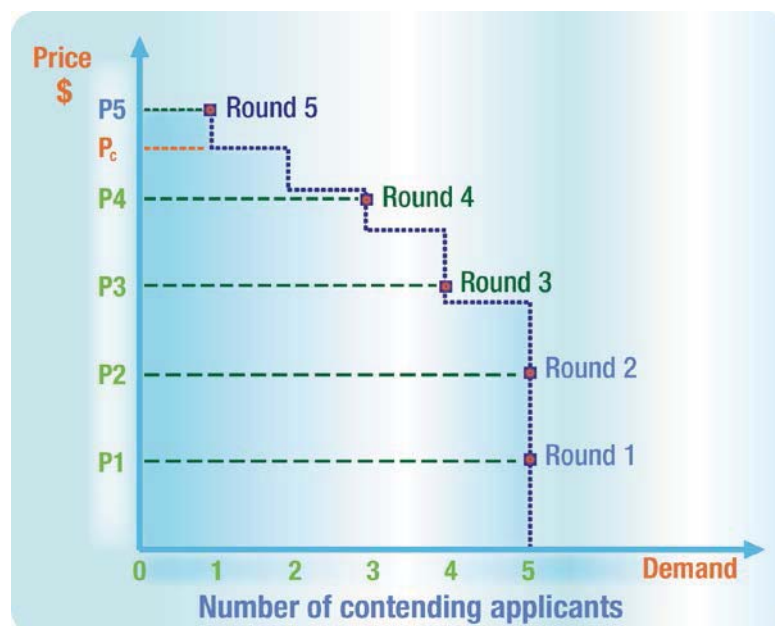 Price
$
P5
Round 5
Pc
P4
Round 4
P3
Round 3
P2
Round 2
P1
Round 1
0 1 2 3 4 5 Demand
Number of contending applicants